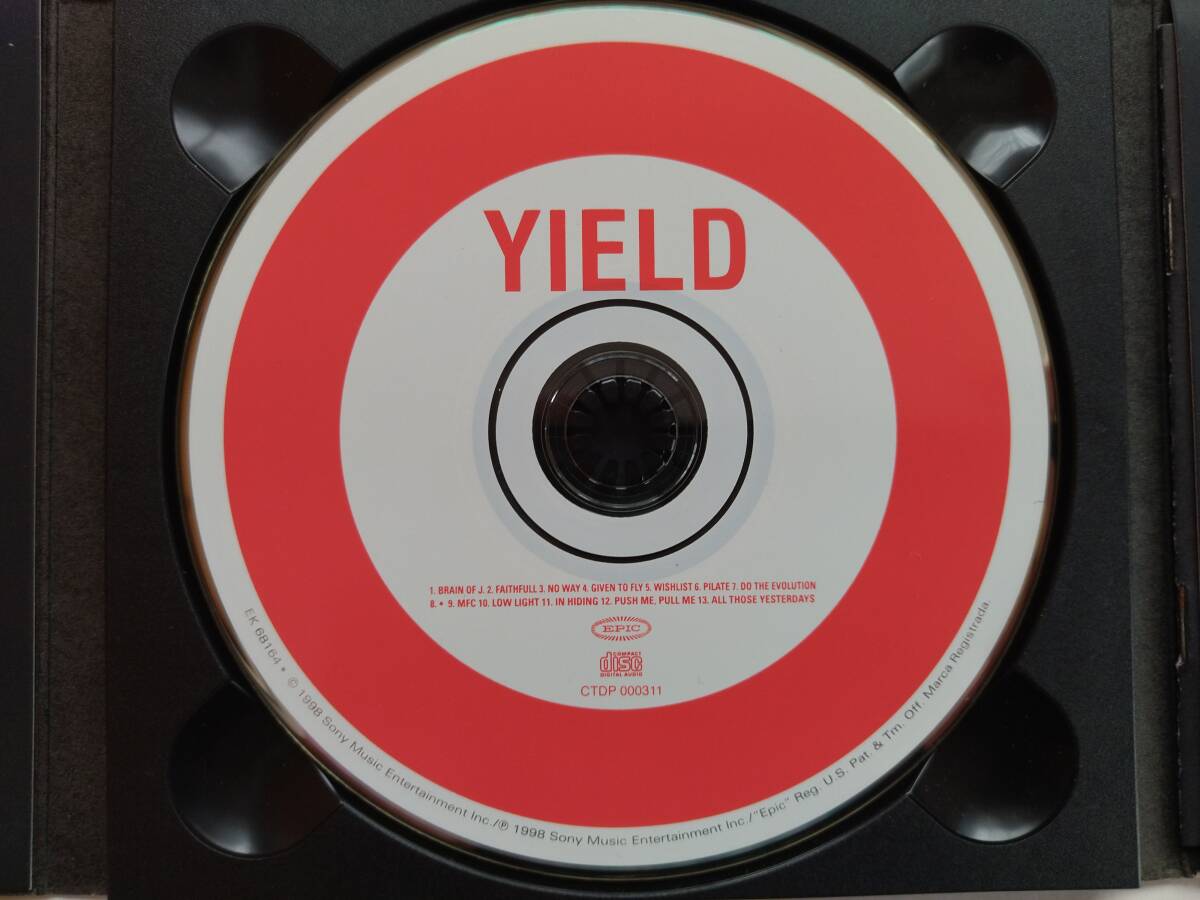 YIELD
1. BRAIN OF J. 2. FAITHFULL 3. NO WAY 4. GIVEN TO FLY 5. WISHLIST 6. PILATE 7. DO THE EVOLUTION
8. • 9. MFC 10. LOW LIGHT 11. IN HIDING 12. PUSH ME, PULL ME 13. ALL THOSE YESTERDAYS
EPIC
COMPACT
disc
DIGITAL AUDIO
CTDP 000311
EK 68164 • © 1998 Sony Music Entertainment Inc./℗ 1998 Sony Music Entertainment Inc./"Epic" Reg. U.S. Pat. & Tm. Off. Marca Registrada.